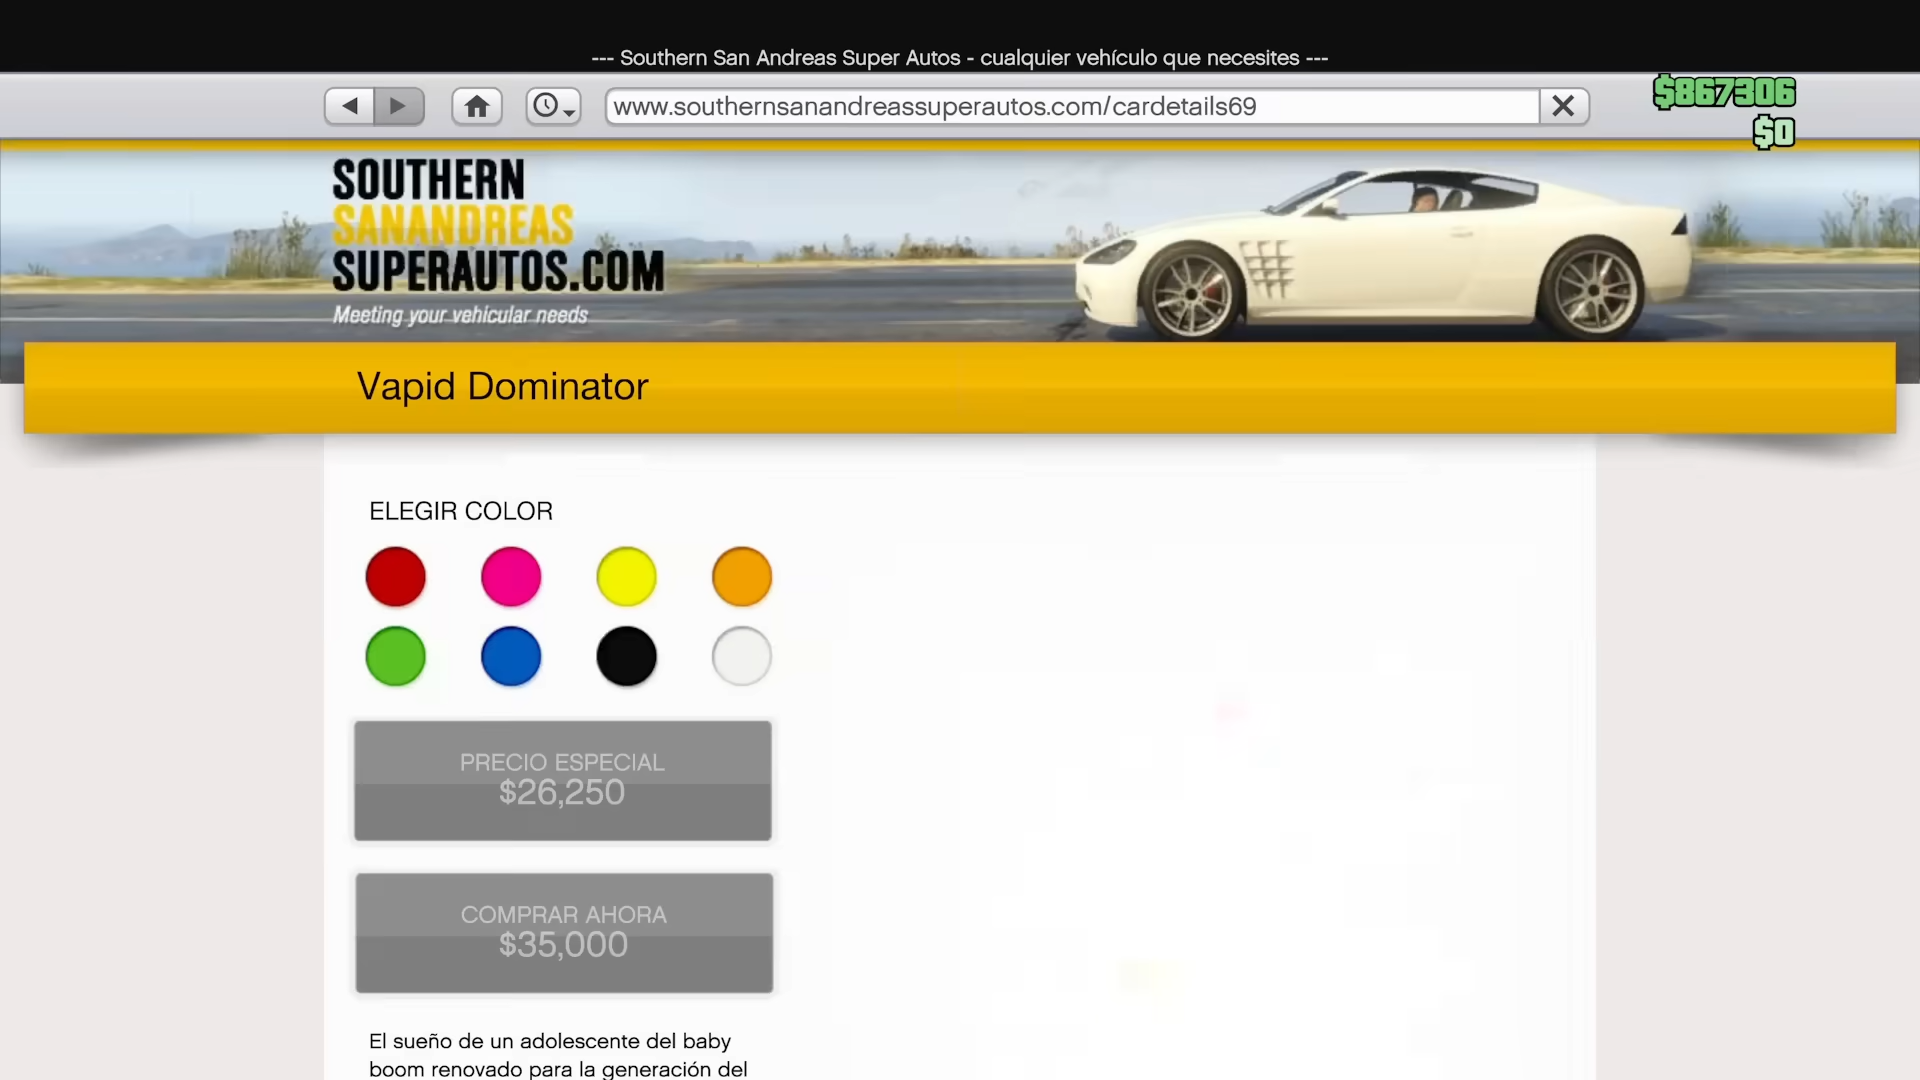 --- Southern San Andreas Super Autos - cualquier vehículo que necesites ---
www.southernsanandreassuperautos.com/cardetails69
$867306
$0
SOUTHERN
SANANDREAS
SUPERAUTOS.COM
Meeting your vehicular needs
Vapid Dominator
ELEGIR COLOR
PRECIO ESPECIAL
$26,250
COMPRAR AHORA
$35,000
El sueño de un adolescente del baby
boom renovado para la generación del